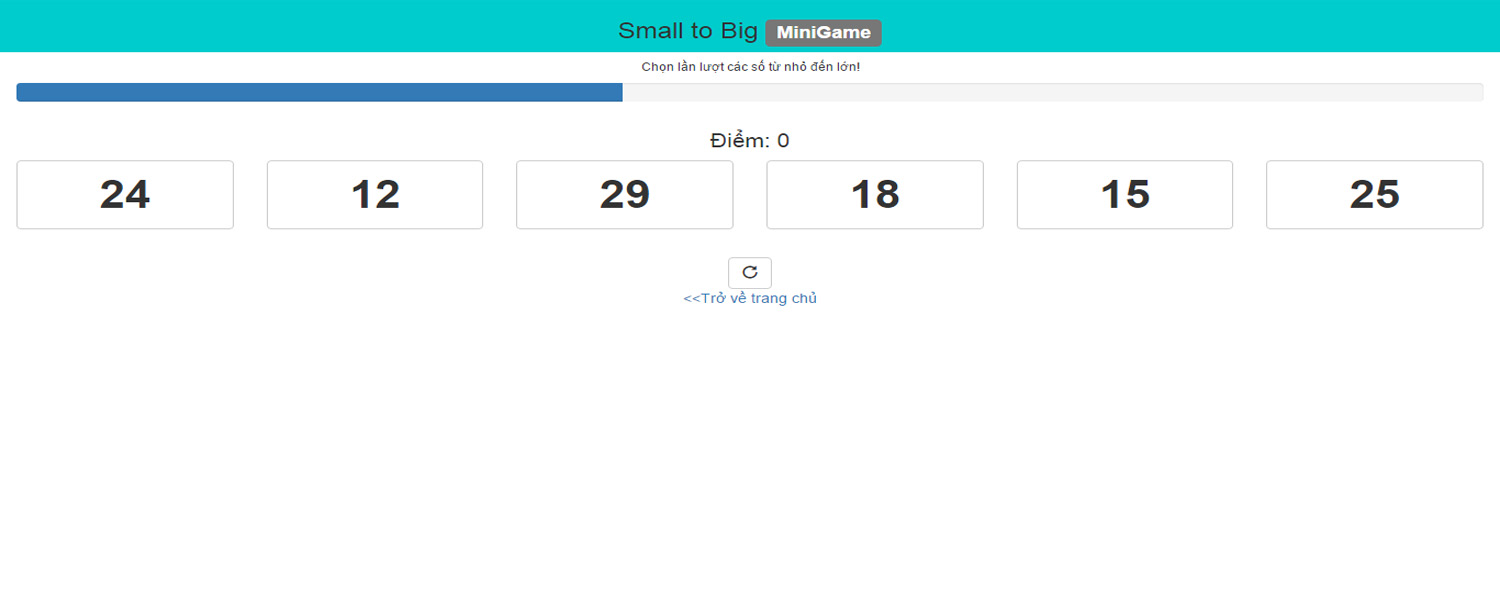 Small to Big MiniGame
Chọn lần lượt các số từ nhỏ đến lớn!
Điểm: 0
24 12 29 18 15 25
<<Trở về trang chủ